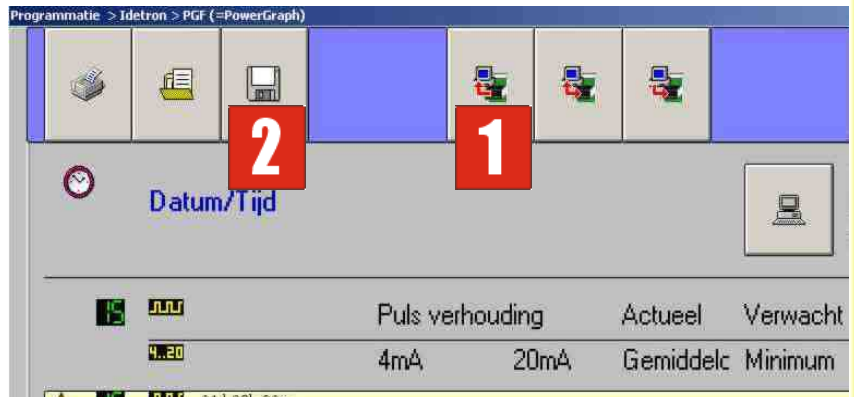 Programmatie > Idetron > PGF (=PowerGraph)
2 1
Datum/Tijd
15 Puls verhouding Actueel Verwacht
4..20 4mA 20mA Gemiddelc Minimum
15